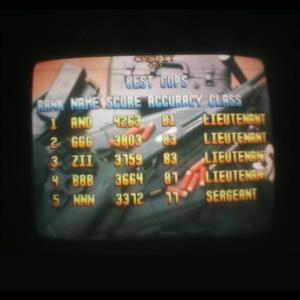 BEST COPS
RANK NAME SCORE ACCURACY CLASS
1 AND 4263 81 LIEUTENANT
2 GGG 3803 83 LIEUTENANT
3 ZII 3759 83 LIEUTENANT
4 BBB 3664 87 LIEUTENANT
5 NNN 3372 77 SERGEANT